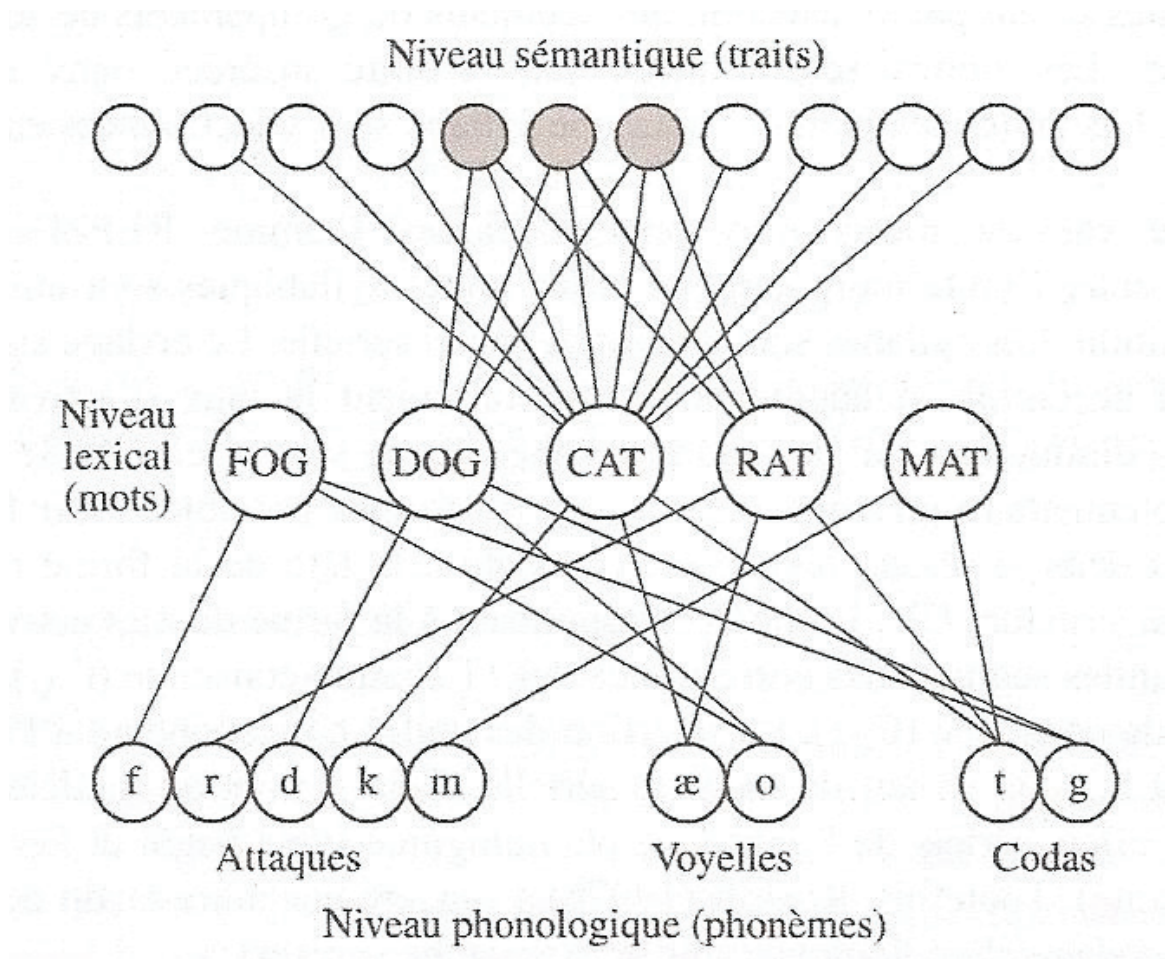 Niveau sémantique (traits)
Niveau
lexical
(mots)
FOG DOG CAT RAT MAT
f r d k m æ o t g
Attaques Voyelles Codas
Niveau phonologique (phonèmes)